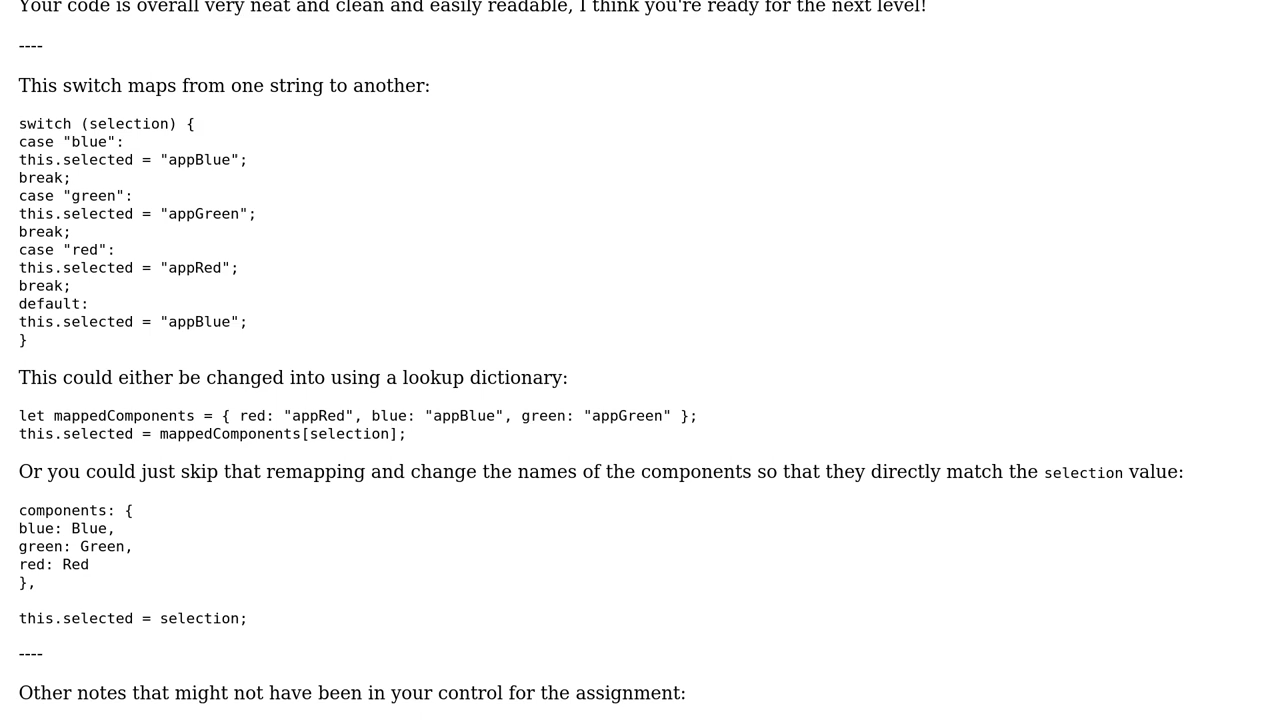 Your code is overall very neat and clean and easily readable, I think you're ready for the next level!
----
This switch maps from one string to another:
switch (selection) {
case "blue":
this.selected = "appBlue";
break;
case "green":
this.selected = "appGreen";
break;
case "red":
this.selected = "appRed";
break;
default:
this.selected = "appBlue";
}
This could either be changed into using a lookup dictionary:
let mappedComponents = { red: "appRed", blue: "appBlue", green: "appGreen" };
this.selected = mappedComponents[selection];
Or you could just skip that remapping and change the names of the components so that they directly match the selection value:
components: {
blue: Blue,
green: Green,
red: Red
},
this.selected = selection;
----
Other notes that might not have been in your control for the assignment: